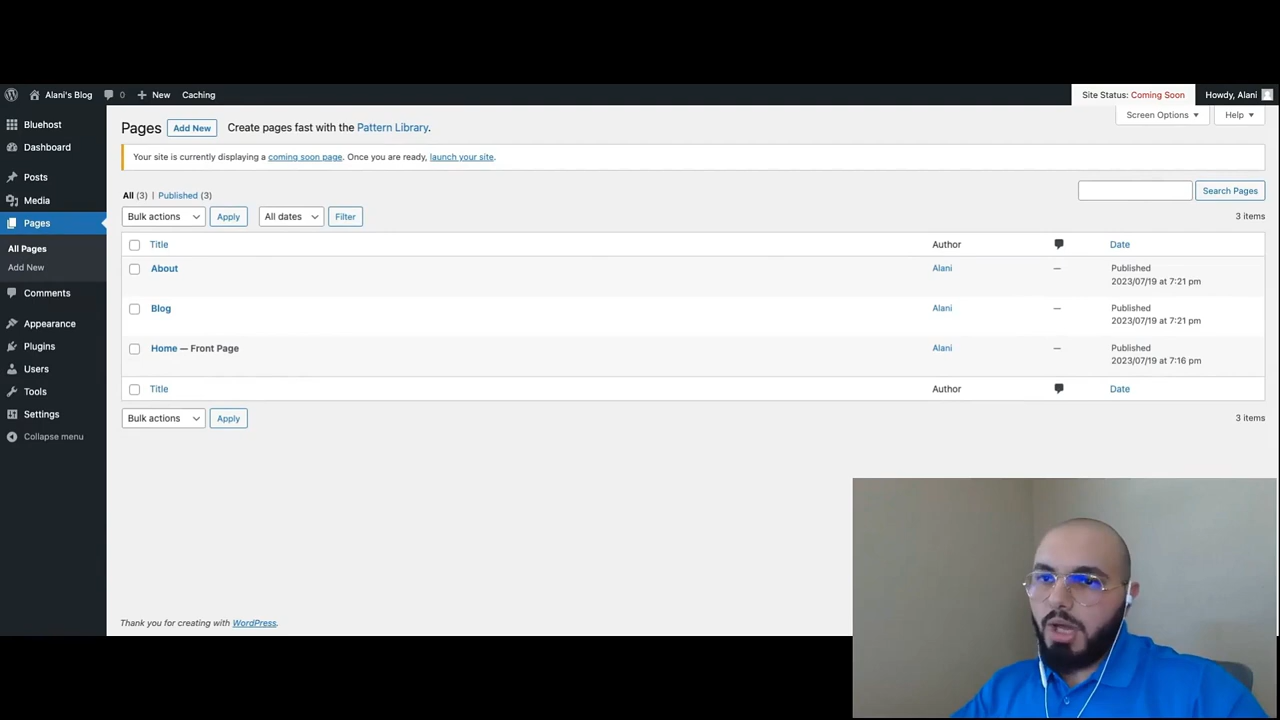 Alani's Blog 0 New Caching Site Status: Coming Soon Howdy, Alani
Screen Options Help
Bluehost
Dashboard
Posts
Media
Pages
All Pages
Add New
Comments
Appearance
Plugins
Users
Tools
Settings
Collapse menu
Pages Add New Create pages fast with the Pattern Library.
Your site is currently displaying a coming soon page. Once you are ready, launch your site.
All (3) | Published (3)
Search Pages
Bulk actions Apply All dates Filter 3 items
Title Author Date
About Alani — Published
2023/07/19 at 7:21 pm
Blog Alani — Published
2023/07/19 at 7:21 pm
Home — Front Page Alani — Published
2023/07/19 at 7:16 pm
Title Author Date
Bulk actions Apply 3 items
Thank you for creating with WordPress.